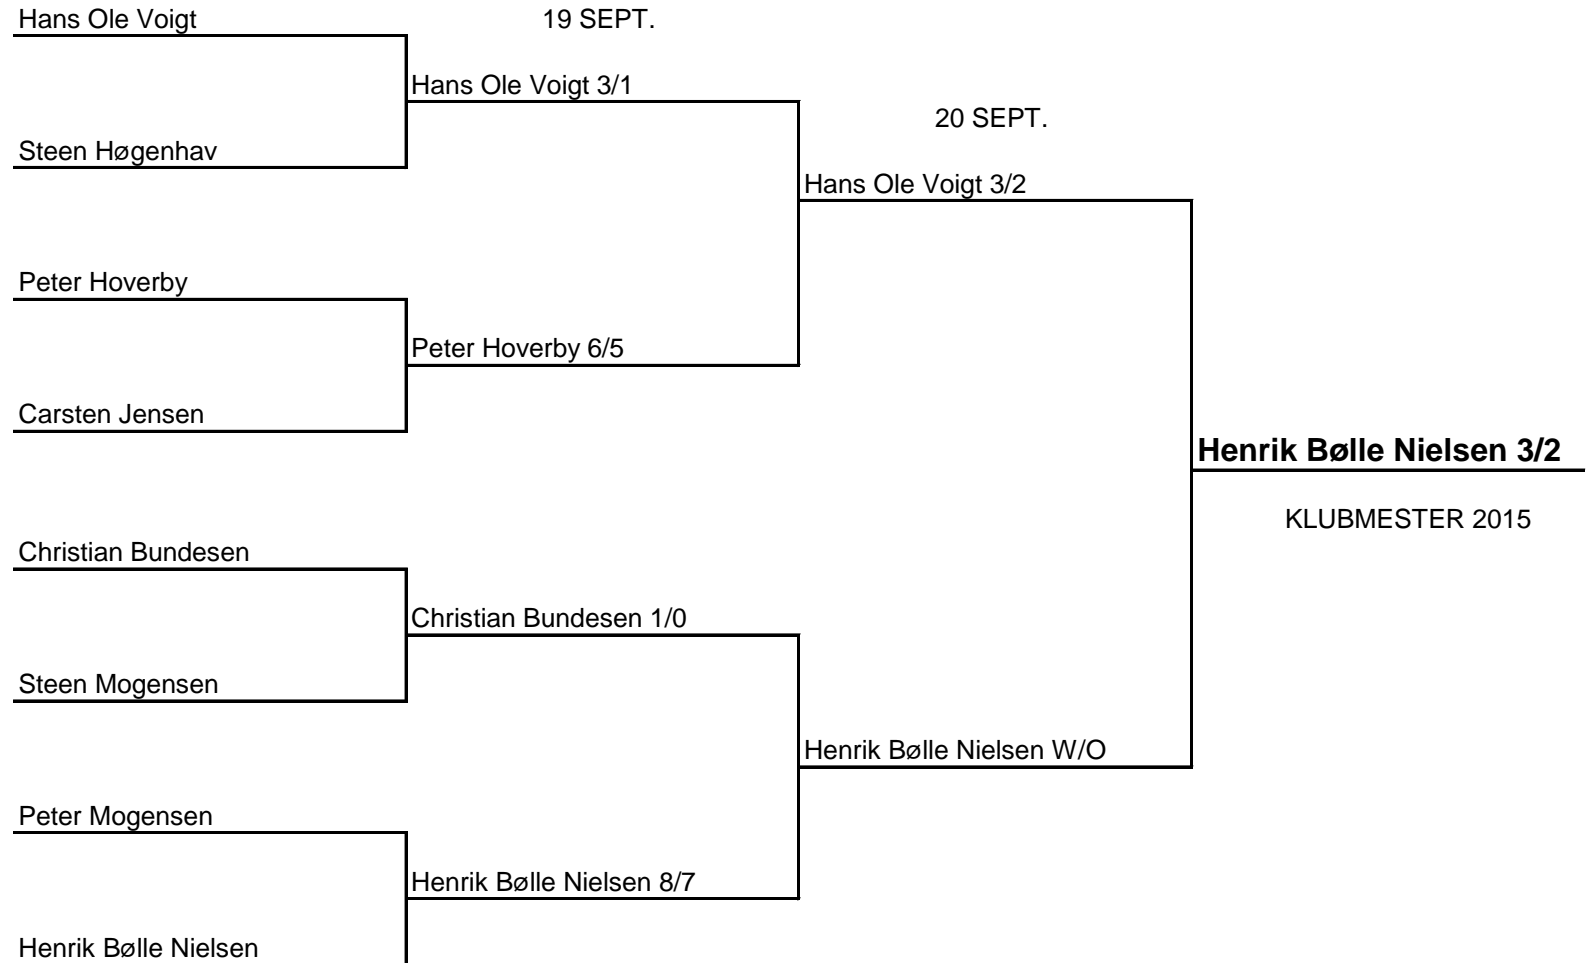 Hans Ole Voigt
19 SEPT.
Hans Ole Voigt 3/1
20 SEPT.
Steen Høgenhav
Hans Ole Voigt 3/2
Peter Hoverby
Peter Hoverby 6/5
Carsten Jensen
Henrik Bølle Nielsen 3/2
KLUBMESTER 2015
Christian Bundesen
Christian Bundesen 1/0
Steen Mogensen
Henrik Bølle Nielsen W/O
Peter Mogensen
Henrik Bølle Nielsen 8/7
Henrik Bølle Nielsen